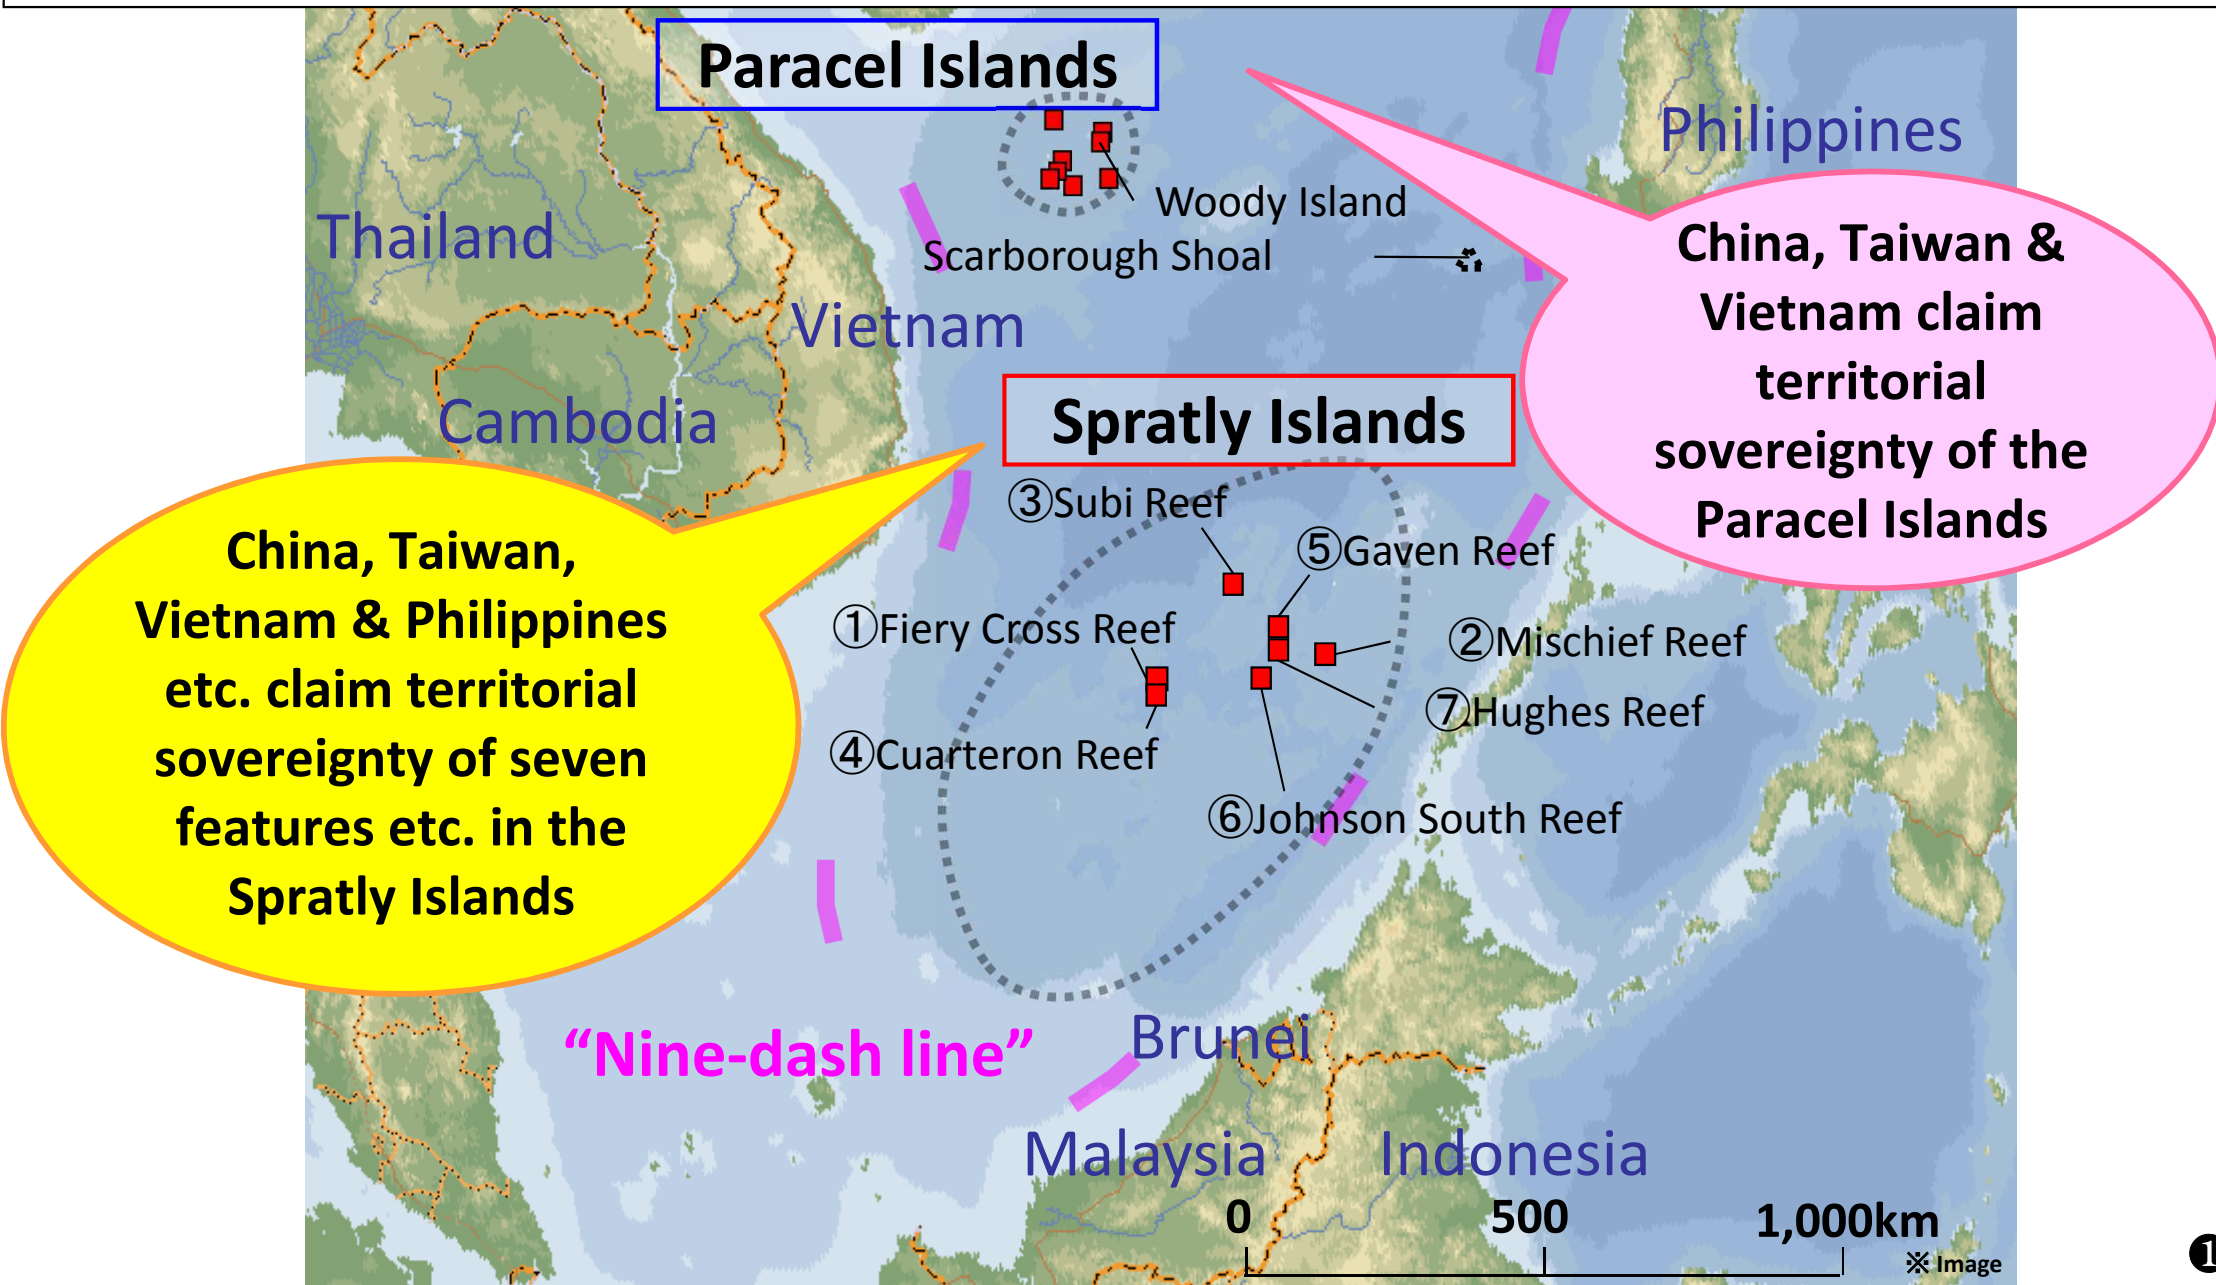 Paracel Islands
Philippines
Woody Island
Scarborough Shoal
Thailand
Vietnam
Cambodia
China, Taiwan &
Vietnam claim
territorial
sovereignty of the
Paracel Islands
Spratly Islands
③Subi Reef
⑤Gaven Reef
①Fiery Cross Reef
②Mischief Reef
⑦Hughes Reef
④Cuarteron Reef
⑥Johnson South Reef
China, Taiwan,
Vietnam & Philippines
etc. claim territorial
sovereignty of seven
features etc. in the
Spratly Islands
“Nine-dash line”
Brunei
Malaysia
Indonesia
0 500 1,000km
※ Image
❶